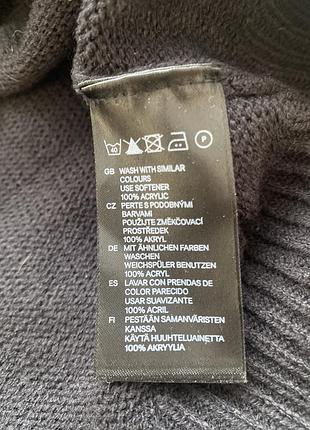 40 P
GB WASH WITH SIMILAR
COLOURS
USE SOFTENER
100% ACRYLIC
CZ PERTE S PODOBNÝMI
BARVAMI
POUŽIJTE ZMĚKČOVACÍ
PROSTŘEDEK
100% AKRYL
DE MIT ÄHNLICHEN FARBEN
WASCHEN
WEICHSPÜLER BENUTZEN
100% ACRYL
ES LAVAR CON PRENDAS DE
COLOR PARECIDO
USAR SUAVIZANTE
100% ACRIL
FI PESTÄÄN SAMANVÄRISTEN
KANSSA
KÄYTÄ HUUHTELUAINETTA
100% AKRYYLIA